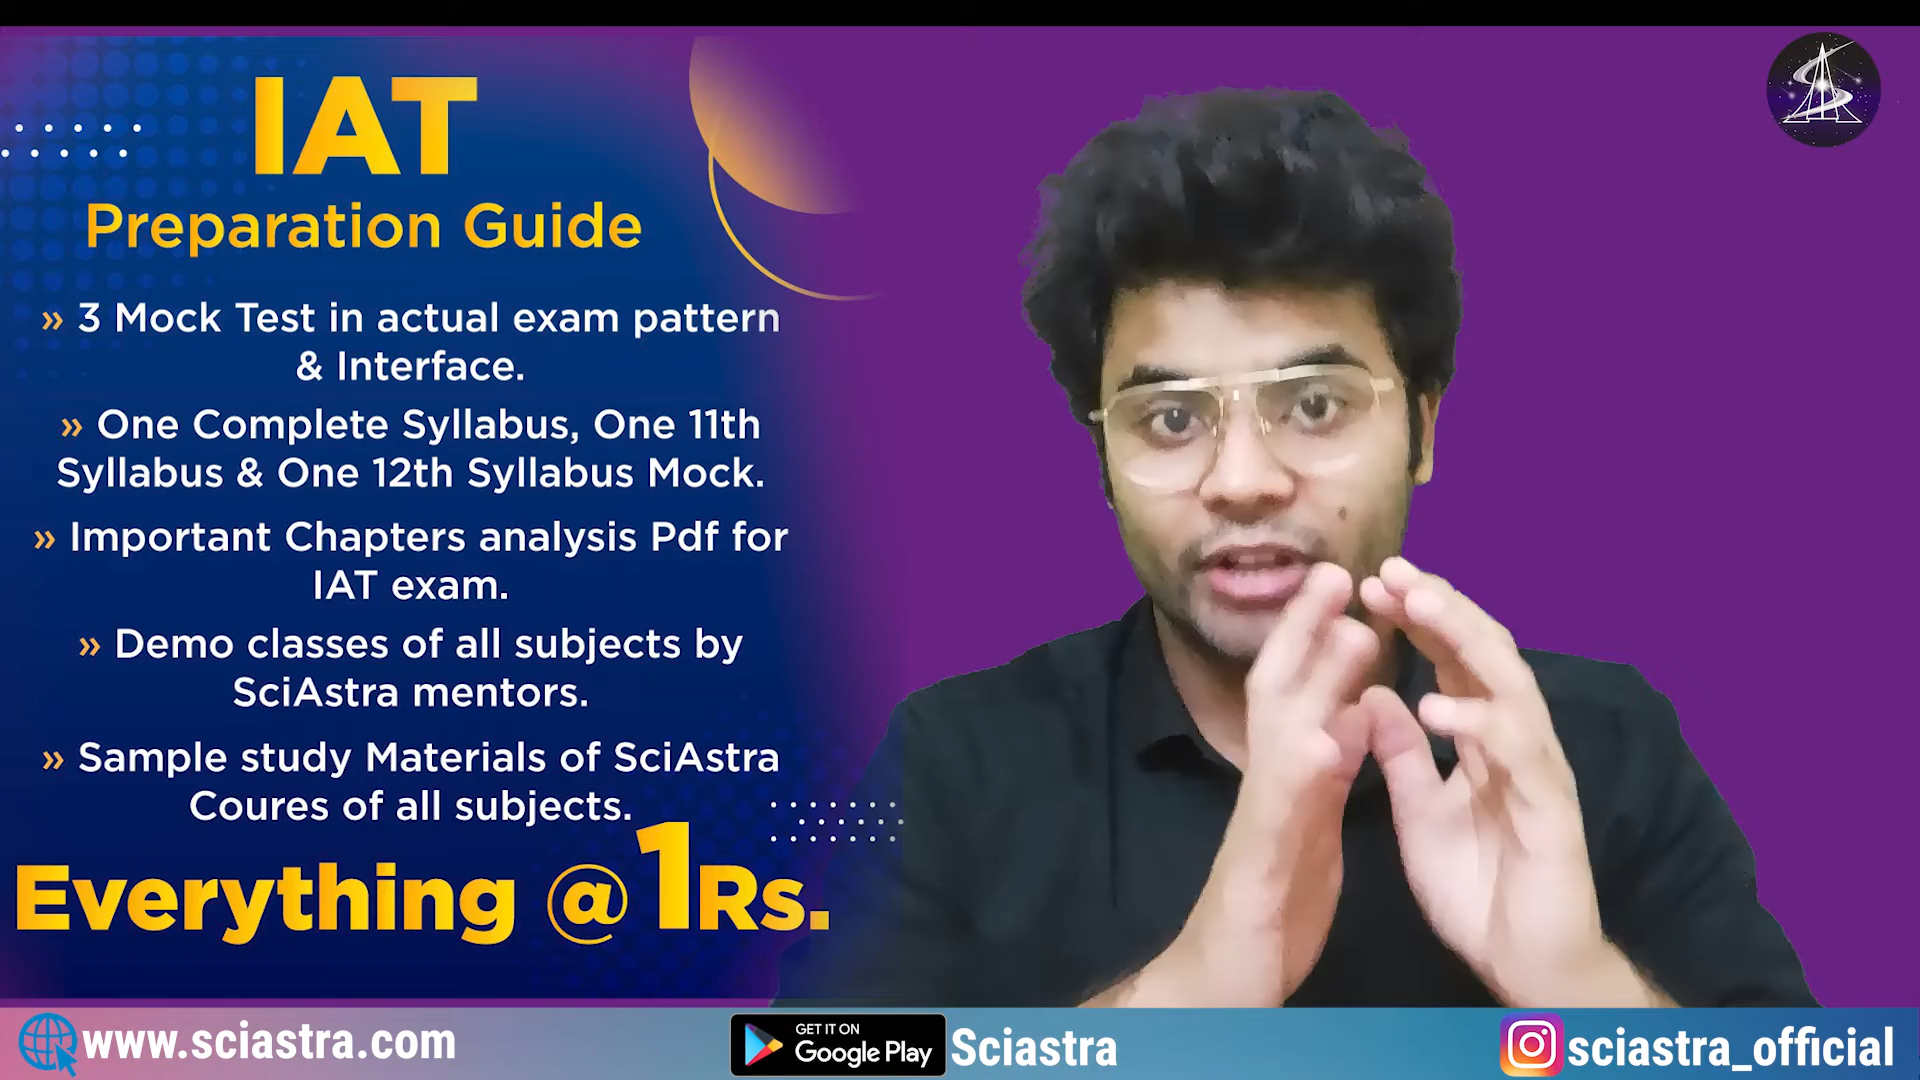 IAT
Preparation Guide
» 3 Mock Test in actual exam pattern
& Interface.
» One Complete Syllabus, One 11th
Syllabus & One 12th Syllabus Mock.
» Important Chapters analysis Pdf for
IAT exam.
» Demo classes of all subjects by
SciAstra mentors.
» Sample study Materials of SciAstra
Coures of all subjects.
Everything @ 1Rs.
www.sciastra.com
GET IT ON
Google Play
Sciastra
sciastra_official